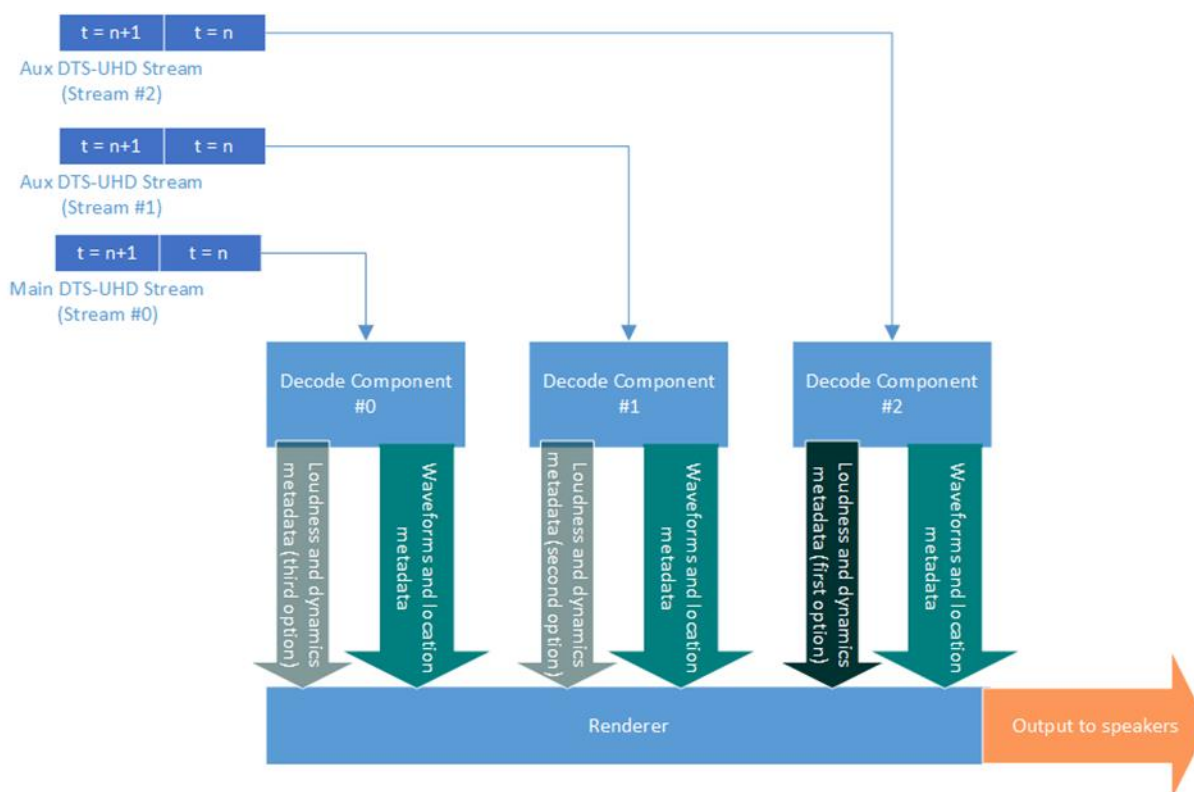 t = n+1 t = n
Aux DTS-UHD Stream
(Stream #2)
t = n+1 t = n
Aux DTS-UHD Stream
(Stream #1)
t = n+1 t = n
Main DTS-UHD Stream
(Stream #0)
Decode Component
#0
Decode Component
#1
Decode Component
#2
Loudness and dynamics
metadata (third option)
Waveforms and location
metadata
Loudness and dynamics
metadata (second option)
Waveforms and location
metadata
Loudness and dynamics
metadata (first option)
Waveforms and location
metadata
Renderer
Output to speakers